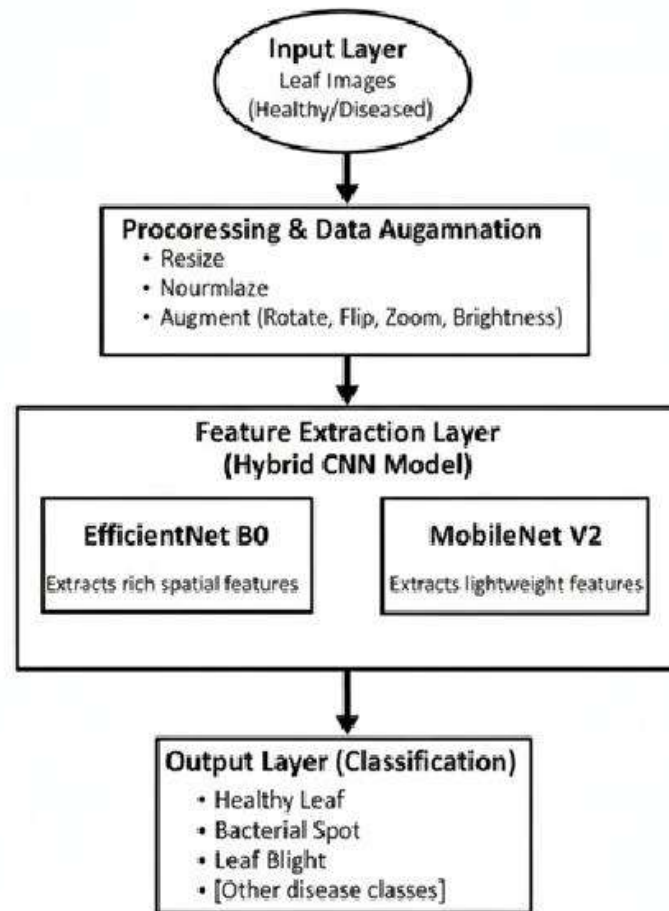 Input Layer
Leaf Images
(Healthy/Diseased)
Procoressing & Data Augamnation
• Resize
• Nourmlaze
• Augment (Rotate, Flip, Zoom, Brightness)
Feature Extraction Layer
(Hybrid CNN Model)
EfficientNet B0
Extracts rich spatial features
MobileNet V2
Extracts lightweight features
Output Layer (Classification)
• Healthy Leaf
• Bacterial Spot
• Leaf Blight
• [Other disease classes]